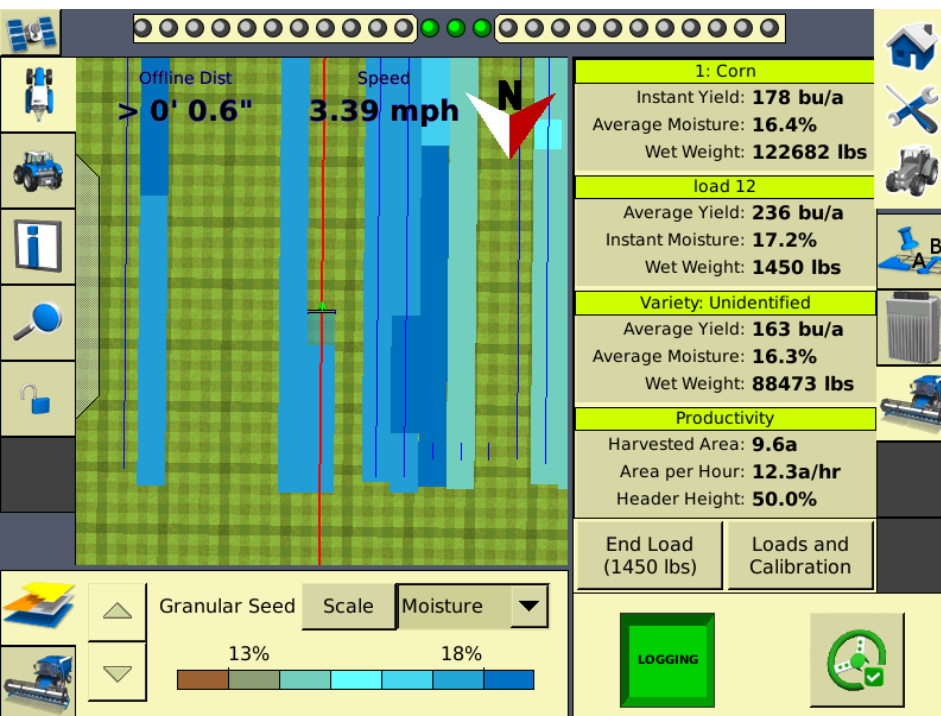 Offline Dist
> 0' 0.6"
Speed
3.39 mph
N
1: Corn
Instant Yield: 178 bu/a
Average Moisture: 16.4%
Wet Weight: 122682 lbs
load 12
Average Yield: 236 bu/a
Instant Moisture: 17.2%
Wet Weight: 1450 lbs
Variety: Unidentified
Average Yield: 163 bu/a
Average Moisture: 16.3%
Wet Weight: 88473 lbs
Productivity
Harvested Area: 9.6a
Area per Hour: 12.3a/hr
Header Height: 50.0%
End Load
(1450 lbs)
Loads and
Calibration
A B
Granular Seed
Scale
Moisture
13%
18%
LOGGING